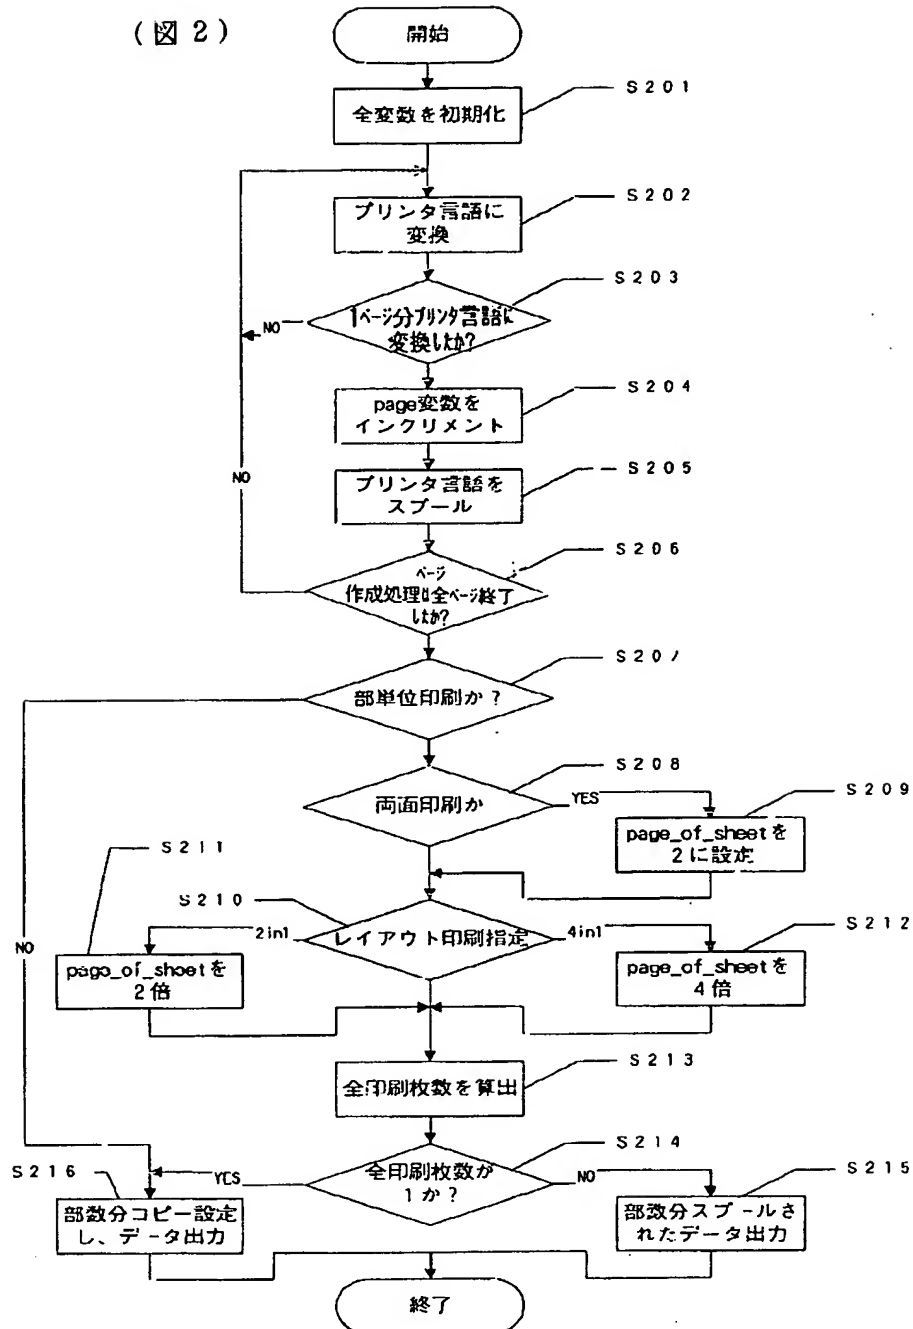 (図 2)
開始
S201
全変数を初期化
S202
プリンタ言語に
変換
S203
1ページ分プリンタ言語に
変換したか?
NO
S204
page変数を
インクリメント
S205
プリンタ言語を
スプール
NO
S206
ページ
作成処理は全ページ終了
したか?
S207
部単位印刷か?
S208
両面印刷か
YES
S209
page_of_sheetを
2に設定
S211
S210
2in1
レイアウト印刷指定
4in1
S212
NO
page_of_sheetを
2倍
page_of_sheetを
4倍
S213
全印刷枚数を算出
S214
S216
YES
全印刷枚数が
1か?
NO
S215
部数分コピー設定
し、データ出力
部数分スプールさ
れたデータ出力
終了